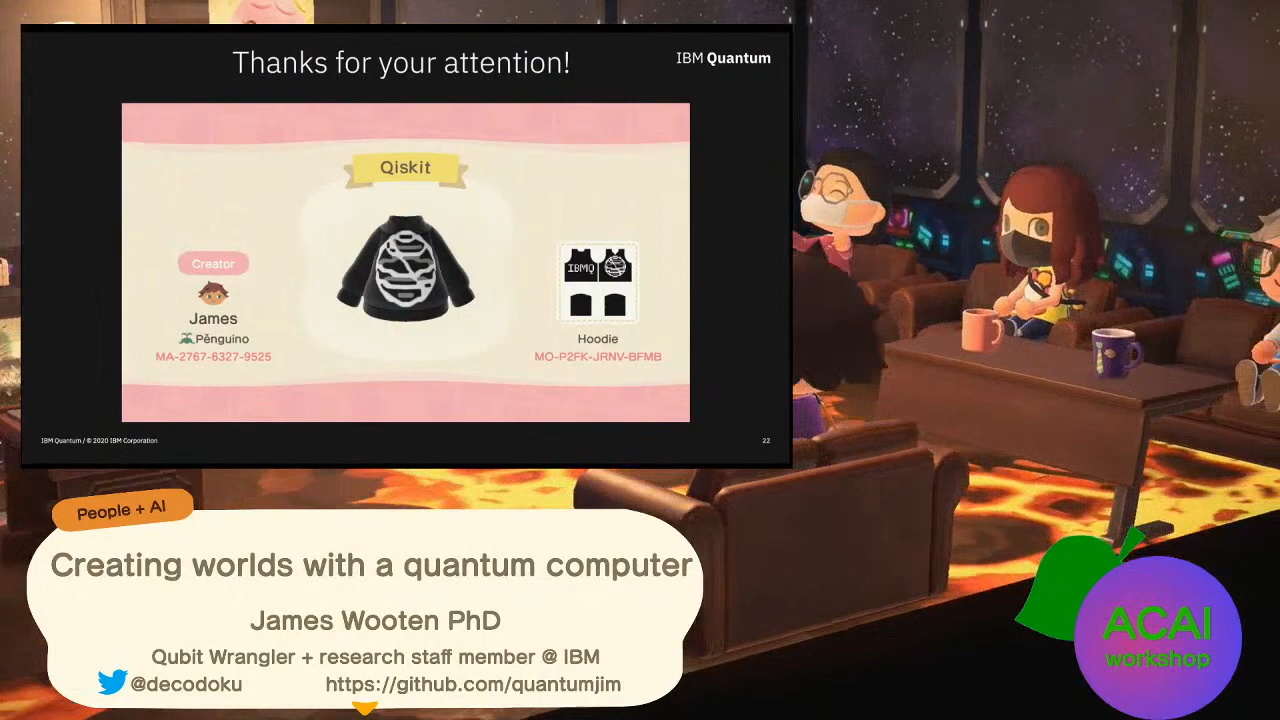 Thanks for your attention!
IBM Quantum
Qiskit
Creator
James
Pěnguino
MA-2767-6327-9525
IBMQ
Hoodie
MO-P2FK-JRNV-BFMB
IBM Quantum / © 2020 IBM Corporation
22
People + AI
Creating worlds with a quantum computer
James Wooten PhD
Qubit Wrangler + research staff member @ IBM
@decodoku
https://github.com/quantumjim
ACAI
workshop